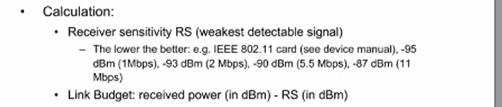 • Calculation:
• Receiver sensitivity RS (weakest detectable signal)
– The lower the better: e.g. IEEE 802.11 card (see device manual), -95
dBm (1Mbps), -93 dBm (2 Mbps), -90 dBm (5.5 Mbps), -87 dBm (11
Mbps)
• Link Budget: received power (in dBm) - RS (in dBm)